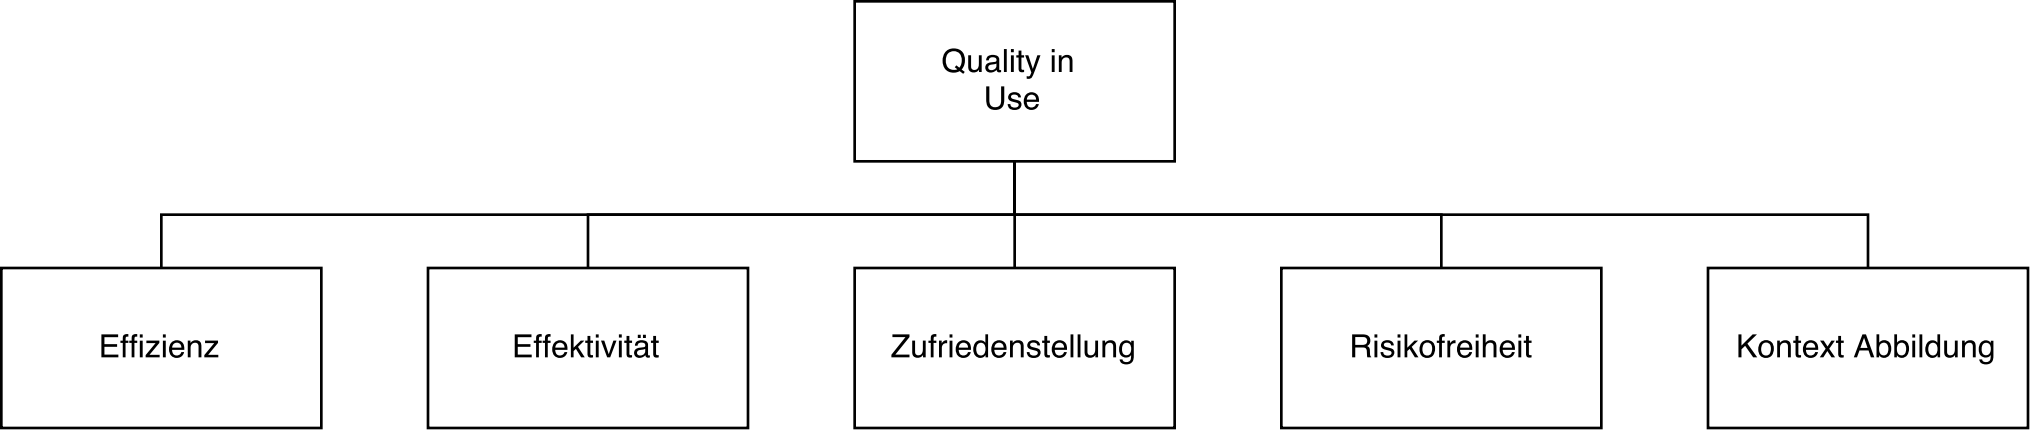 Quality in
Use
Effizienz
Effektivität
Zufriedenstellung
Risikofreiheit
Kontext Abbildung